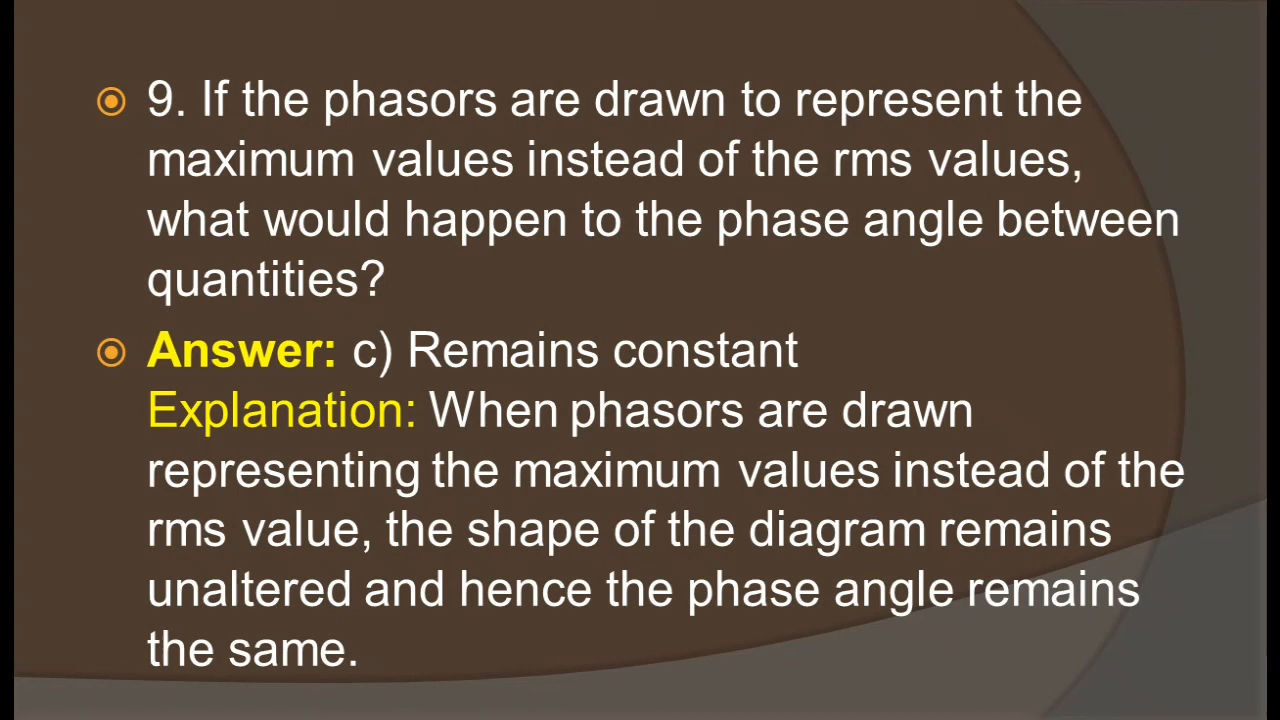 9. If the phasors are drawn to represent the
maximum values instead of the rms values,
what would happen to the phase angle between
quantities?
Answer: c) Remains constant
Explanation: When phasors are drawn
representing the maximum values instead of the
rms value, the shape of the diagram remains
unaltered and hence the phase angle remains
the same.